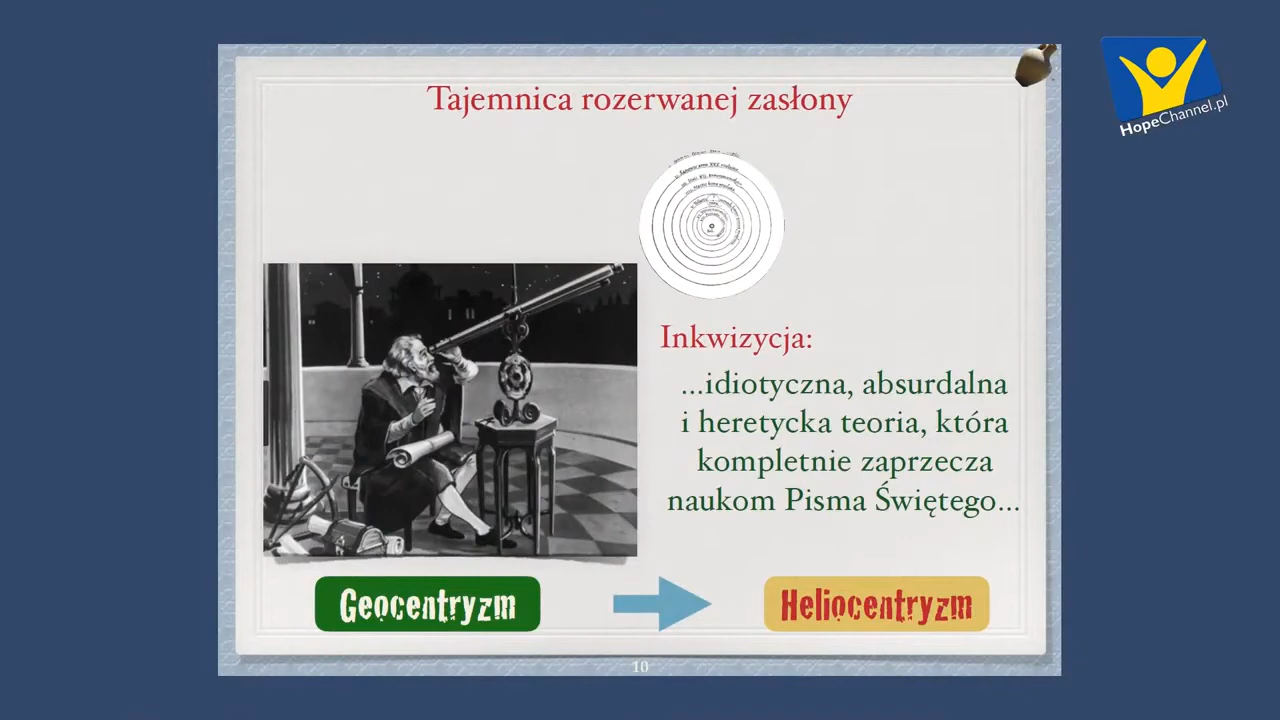 Tajemnica rozerwanej zasłony
HopeChannel.pl
Inkwizycja:
...idiotyczna, absurdalna
i heretycka teoria, która
kompletnie zaprzecza
naukom Pisma Świętego...
Geocentryzm
Heliocentryzm
10